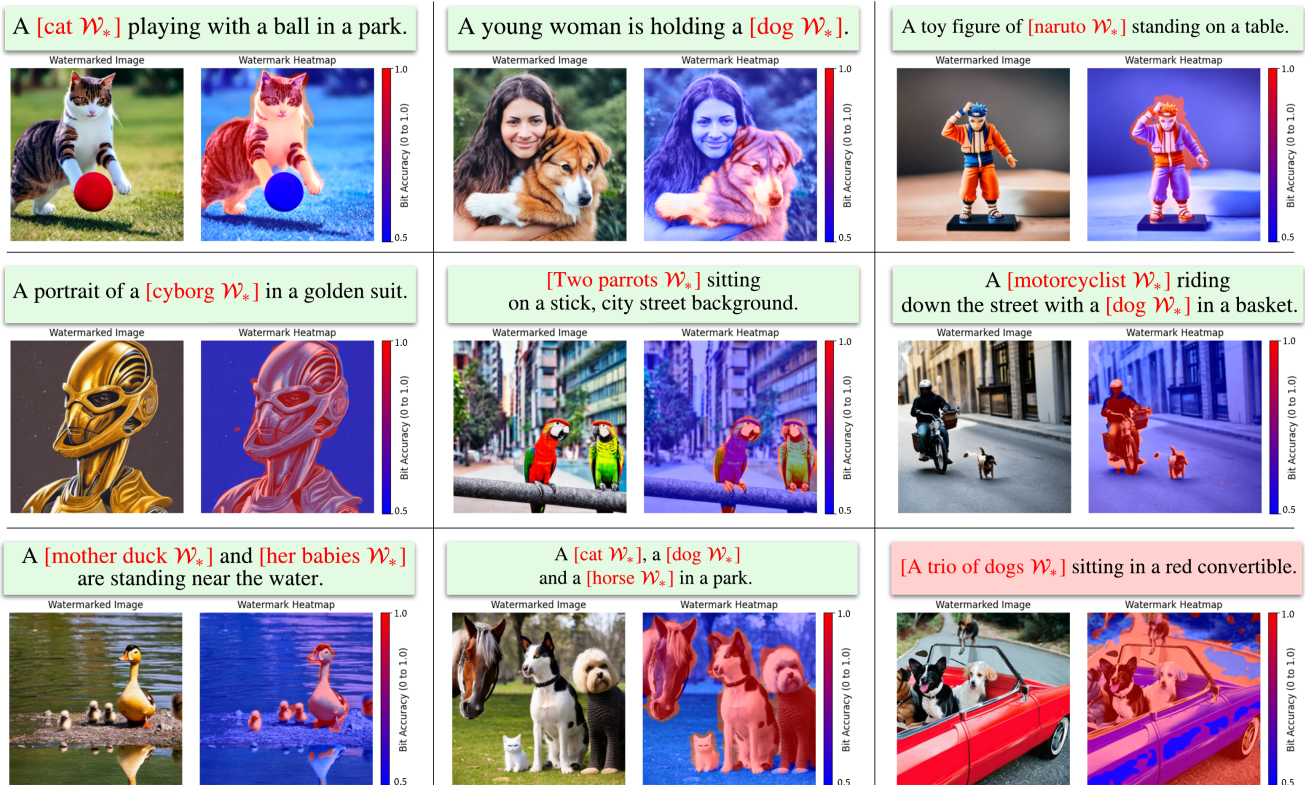 A [cat 𝒲*] playing with a ball in a park.
Watermarked Image
Watermark Heatmap
1.0
Bit Accuracy (0 to 1.0)
0.5
A young woman is holding a [dog 𝒲*].
Watermarked Image
Watermark Heatmap
1.0
Bit Accuracy (0 to 1.0)
0.5
A toy figure of [naruto 𝒲*] standing on a table.
Watermarked Image
Watermark Heatmap
1.0
Bit Accuracy (0 to 1.0)
0.5
A portrait of a [cyborg 𝒲*] in a golden suit.
Watermarked Image
Watermark Heatmap
1.0
Bit Accuracy (0 to 1.0)
0.5
[Two parrots 𝒲*] sitting
on a stick, city street background.
Watermarked Image
Watermark Heatmap
1.0
Bit Accuracy (0 to 1.0)
0.5
A [motorcyclist 𝒲*] riding
down the street with a [dog 𝒲*] in a basket.
Watermarked Image
Watermark Heatmap
1.0
Bit Accuracy (0 to 1.0)
0.5
A [mother duck 𝒲*] and [her babies 𝒲*]
are standing near the water.
Watermarked Image
Watermark Heatmap
1.0
Bit Accuracy (0 to 1.0)
0.5
A [cat 𝒲*], a [dog 𝒲*]
and a [horse 𝒲*] in a park.
Watermarked Image
Watermark Heatmap
1.0
Bit Accuracy (0 to 1.0)
0.5
[A trio of dogs 𝒲*] sitting in a red convertible.
Watermarked Image
Watermark Heatmap
1.0
Bit Accuracy (0 to 1.0)
0.5